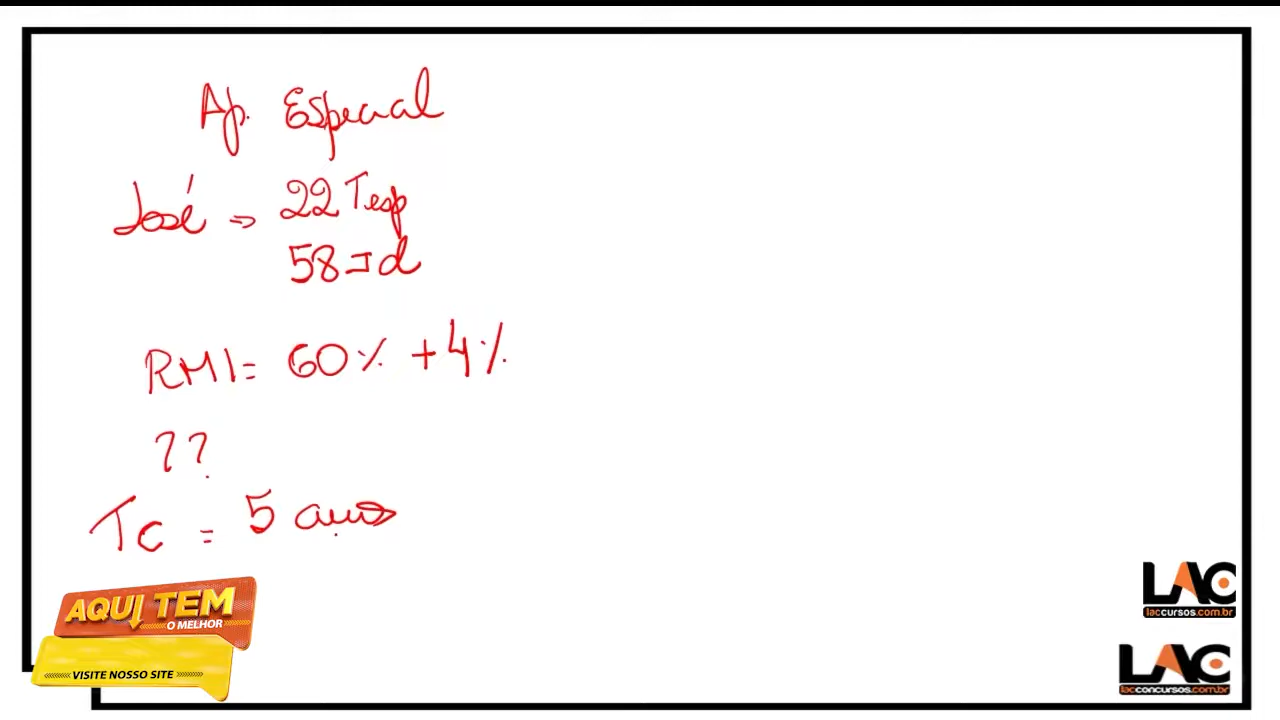 Ap. Especial
José ⇒ 22 Tesp
58 Id
RMI = 60% + 4%
??
TC = 5 anos
AQUI TEM
O MELHOR
VISITE NOSSO SITE
LAC
laccursos.com.br
LAC
lacconcursos.com.br